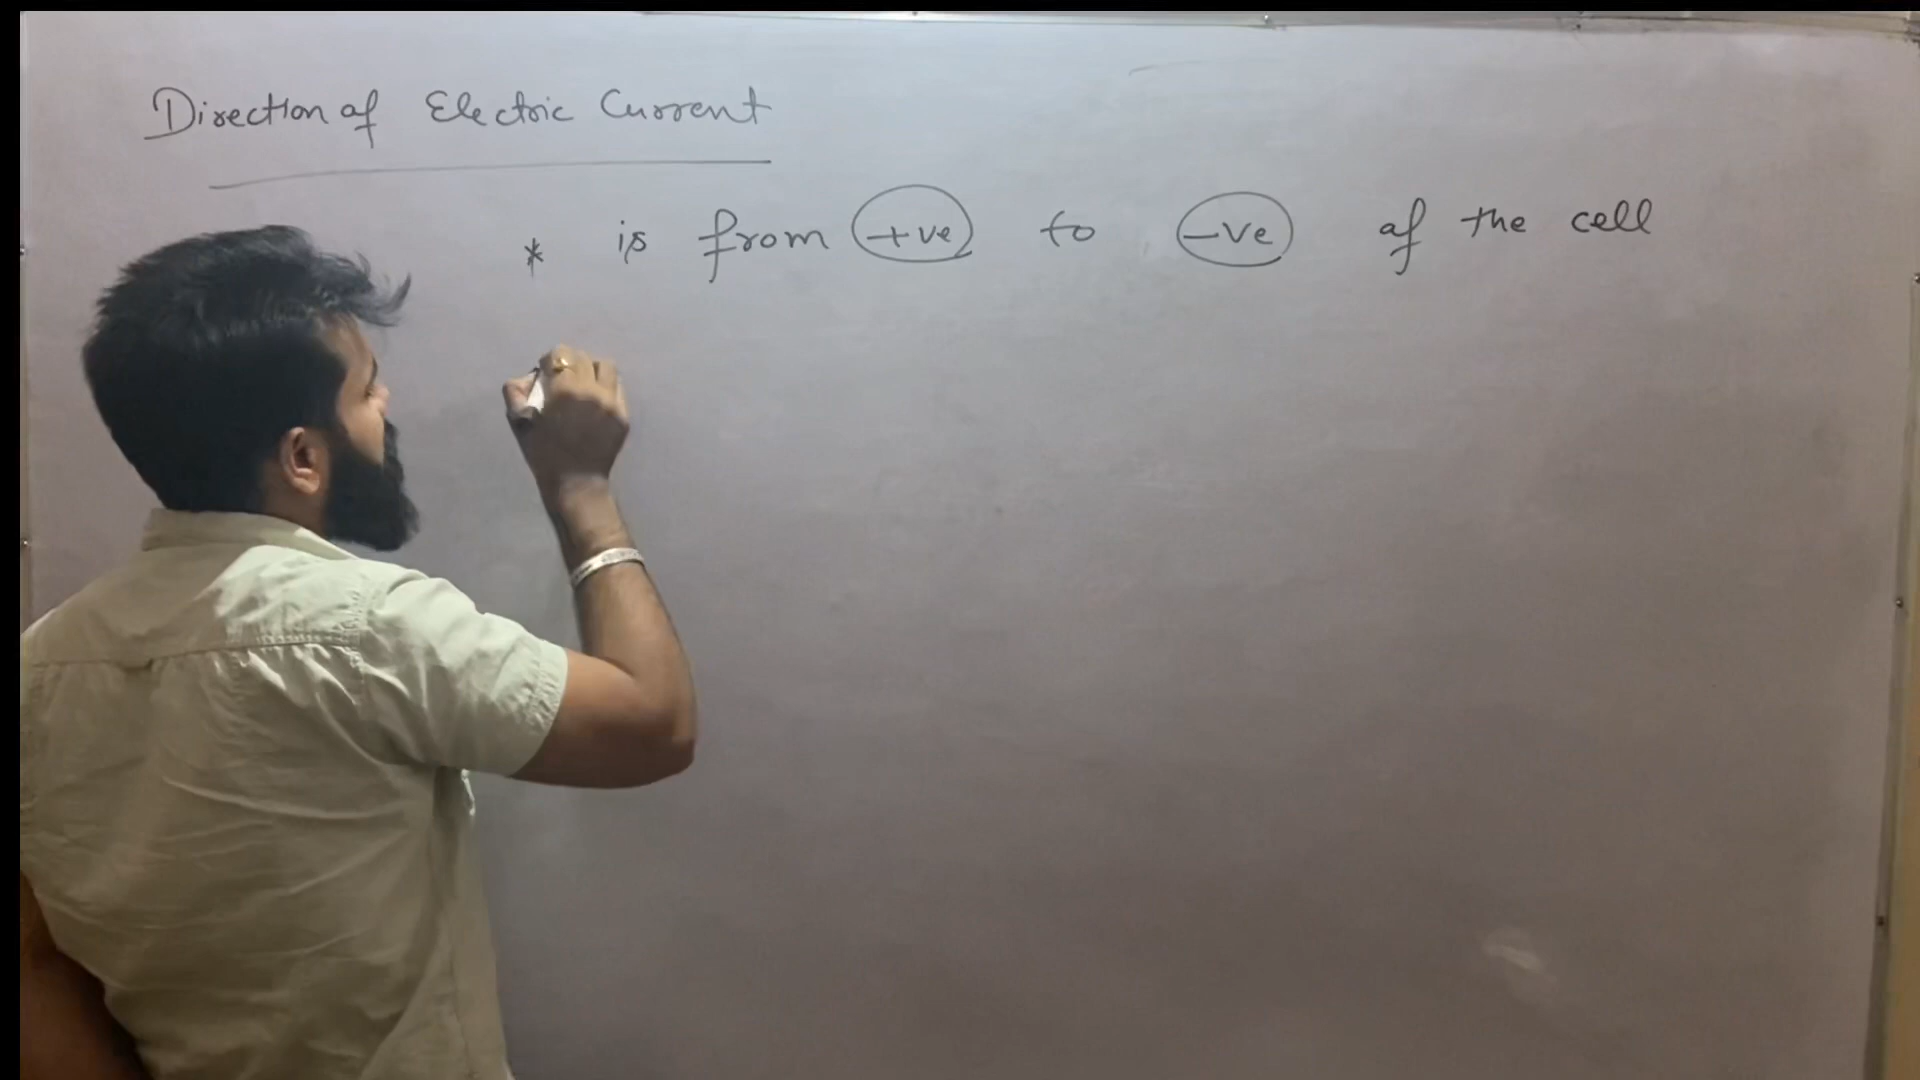 Direction of Electric Current
* is from +ve to -ve of the cell